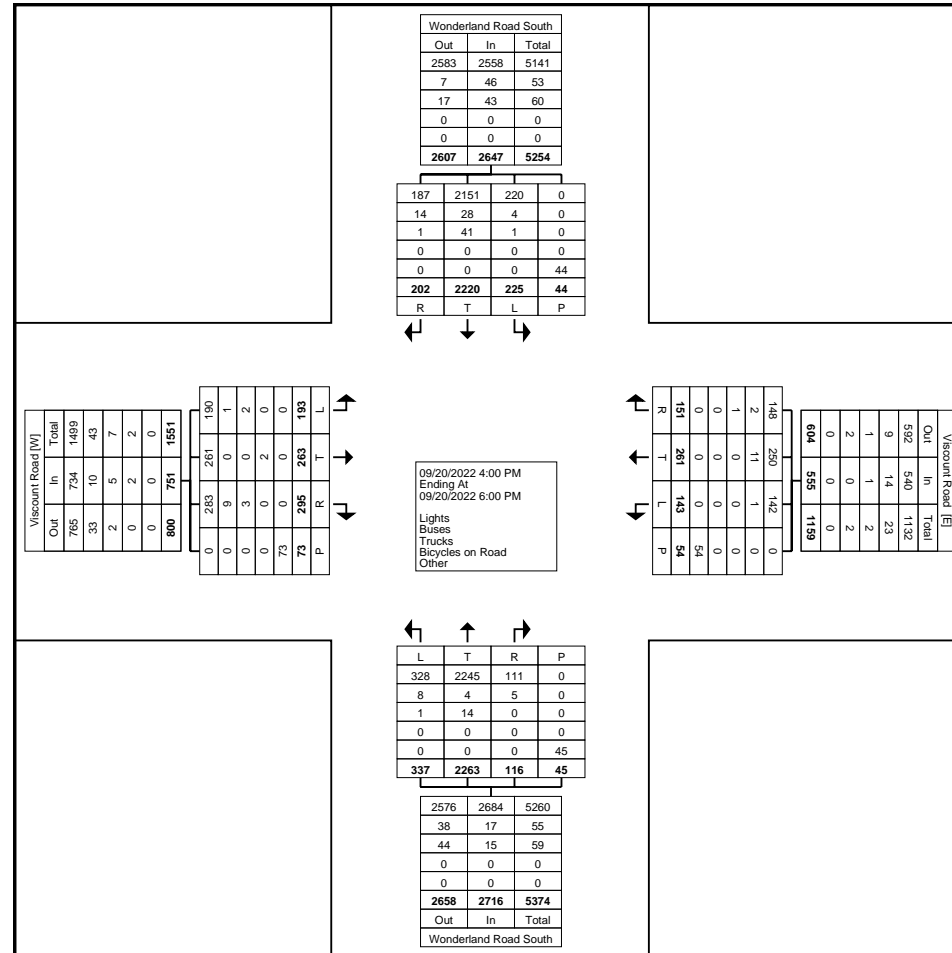 Wonderland Road South
Out In Total
2583 2558 5141
7 46 53
17 43 60
0 0 0
0 0 0
2607 2647 5254
187 2151 220 0
14 28 4 0
1 41 1 0
0 0 0 0
0 0 0 44
202 2220 225 44
R T L P
L T R P
193 263 295 73
0 0 0 73
0 2 0 0
2 0 3 0
1 0 9 0
190 261 283 0
1551 751 800
0 0 0
2 2 0
7 5 2
43 10 33
1499 734 765
Total In Out
Viscount Road [W]
09/20/2022 4:00 PM
Ending At
09/20/2022 6:00 PM
Lights
Buses
Trucks
Bicycles on Road
Other
Viscount Road [E]
Out In Total
592 540 1132
9 14 23
1 1 2
2 0 2
0 0 0
604 555 1159
148 250 142 0
2 11 1 0
1 0 0 0
0 0 0 0
0 0 0 54
151 261 143 54
R T L P
L T R P
328 2245 111 0
8 4 5 0
1 14 0 0
0 0 0 0
0 0 0 45
337 2263 116 45
2576 2684 5260
38 17 55
44 15 59
0 0 0
0 0 0
2658 2716 5374
Out In Total
Wonderland Road South